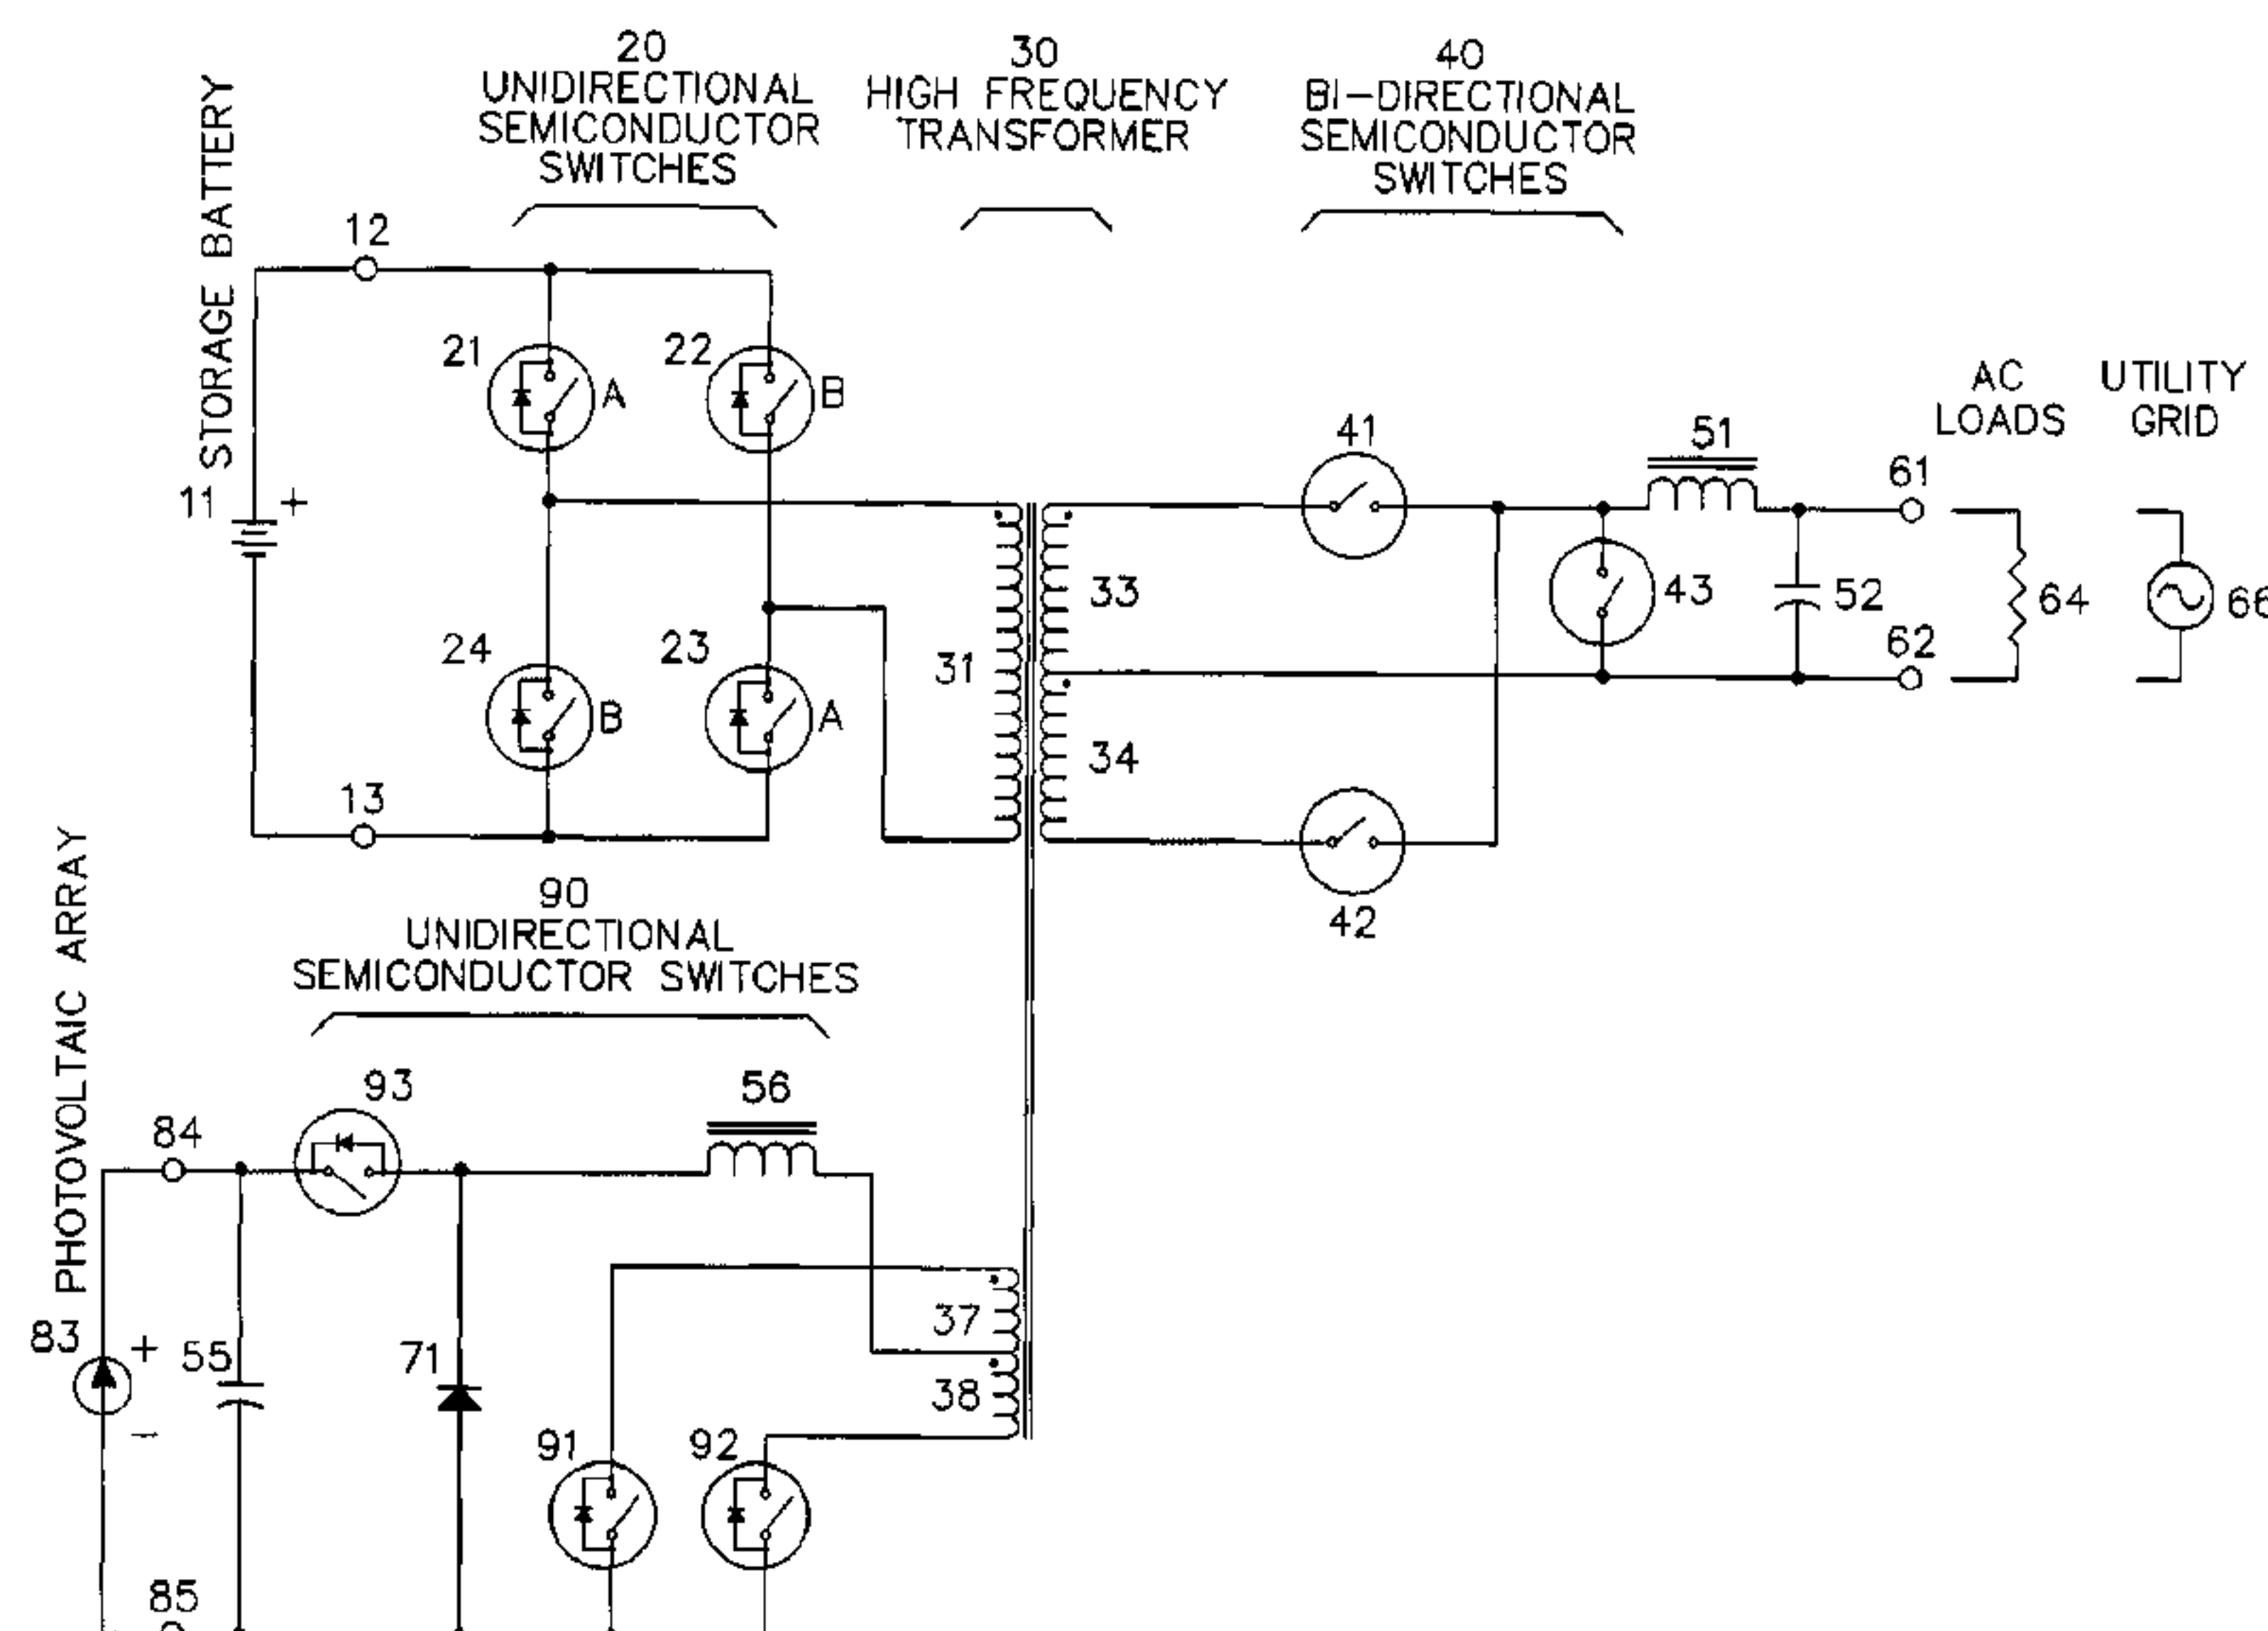 20
UNIDIRECTIONAL
SEMICONDUCTOR
SWITCHES
30
HIGH FREQUENCY
TRANSFORMER
40
BI-DIRECTIONAL
SEMICONDUCTOR
SWITCHES
STORAGE BATTERY
12
21
A
22
B
11
+
24
B
23
A
13
31
33
34
41
42
43
51
52
61
62
AC
LOADS
UTILITY
GRID
64
66
90
UNIDIRECTIONAL
SEMICONDUCTOR SWITCHES
PHOTOVOLTAIC ARRAY
84
93
56
83
+
-
55
71
37
38
91
92
85